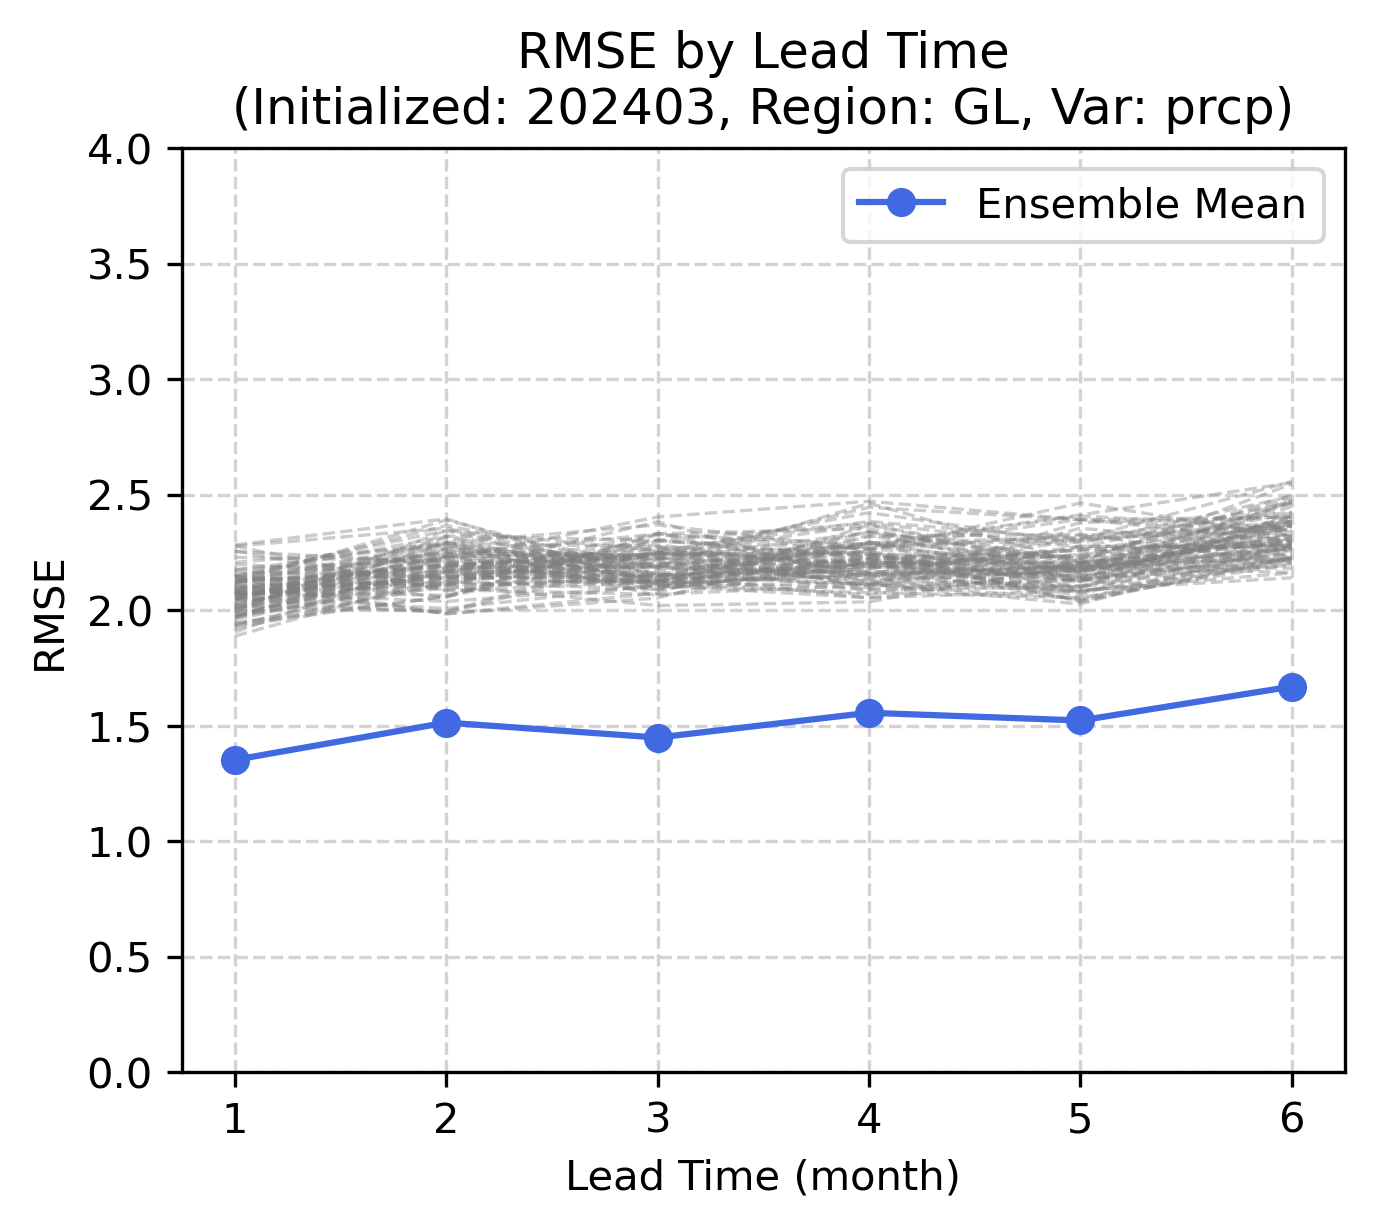 RMSE by Lead Time
(Initialized: 202403, Region: GL, Var: prcp)
Ensemble Mean
4.0
3.5
3.0
2.5
2.0
1.5
1.0
0.5
0.0
RMSE
1 2 3 4 5 6
Lead Time (month)